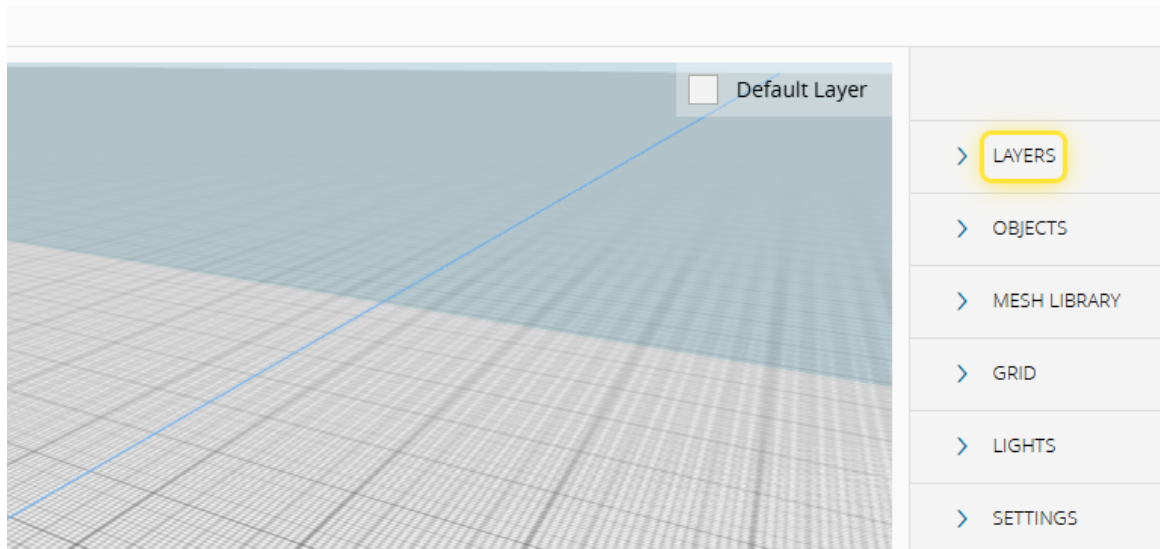 Default Layer
LAYERS
OBJECTS
MESH LIBRARY
GRID
LIGHTS
SETTINGS